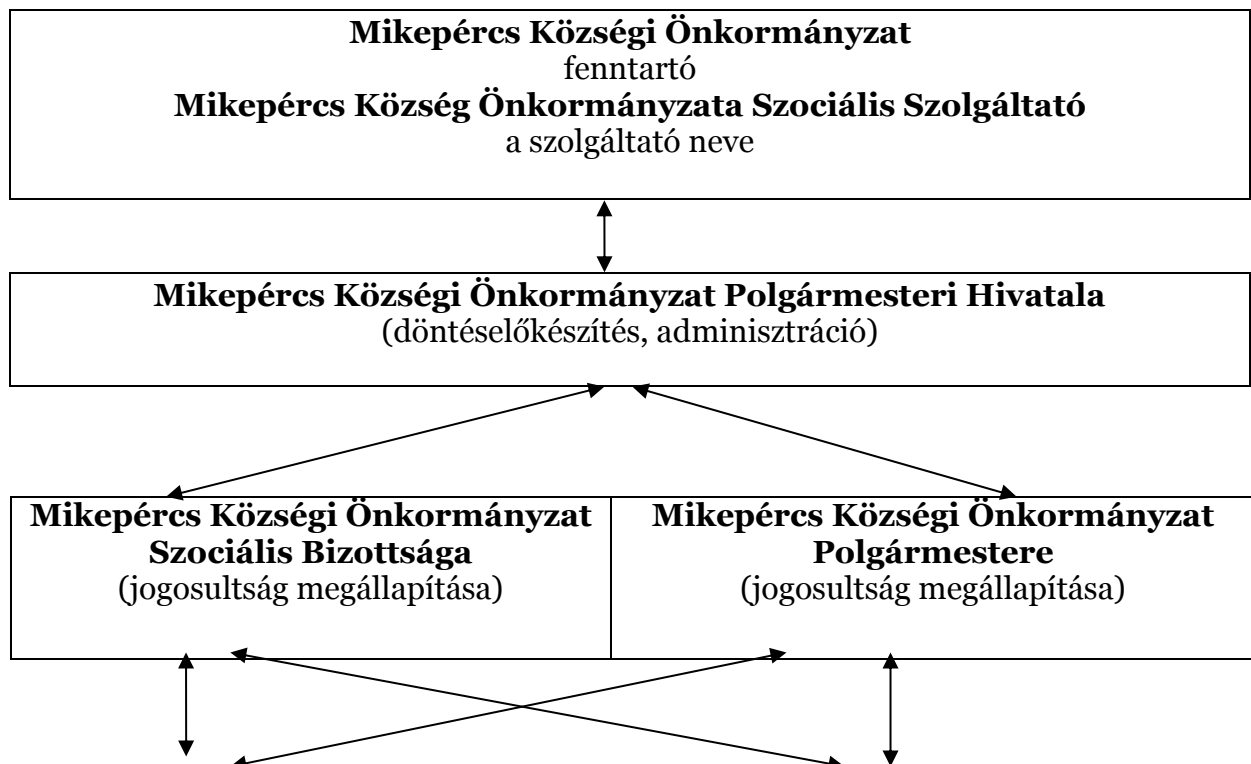 Mikepércs Községi Önkormányzat
fenntartó
Mikepércs Község Önkormányzata Szociális Szolgáltató
a szolgáltató neve
Mikepércs Községi Önkormányzat Polgármesteri Hivatala
(döntéselőkészítés, adminisztráció)
Mikepércs Községi Önkormányzat
Szociális Bizottsága
(jogosultság megállapítása)
Mikepércs Községi Önkormányzat
Polgármestere
(jogosultság megállapítása)